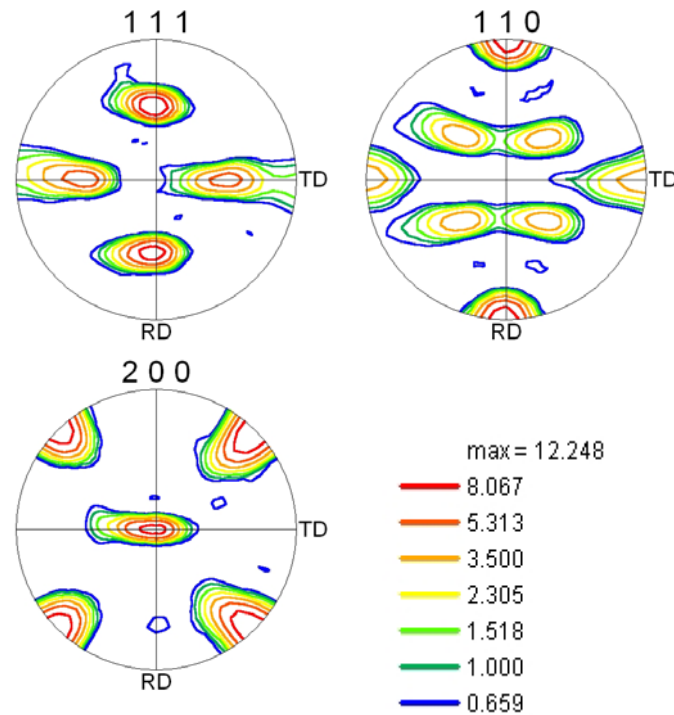 1 1 1
TD
RD
1 1 0
TD
RD
2 0 0
TD
RD
max = 12.248
8.067
5.313
3.500
2.305
1.518
1.000
0.659